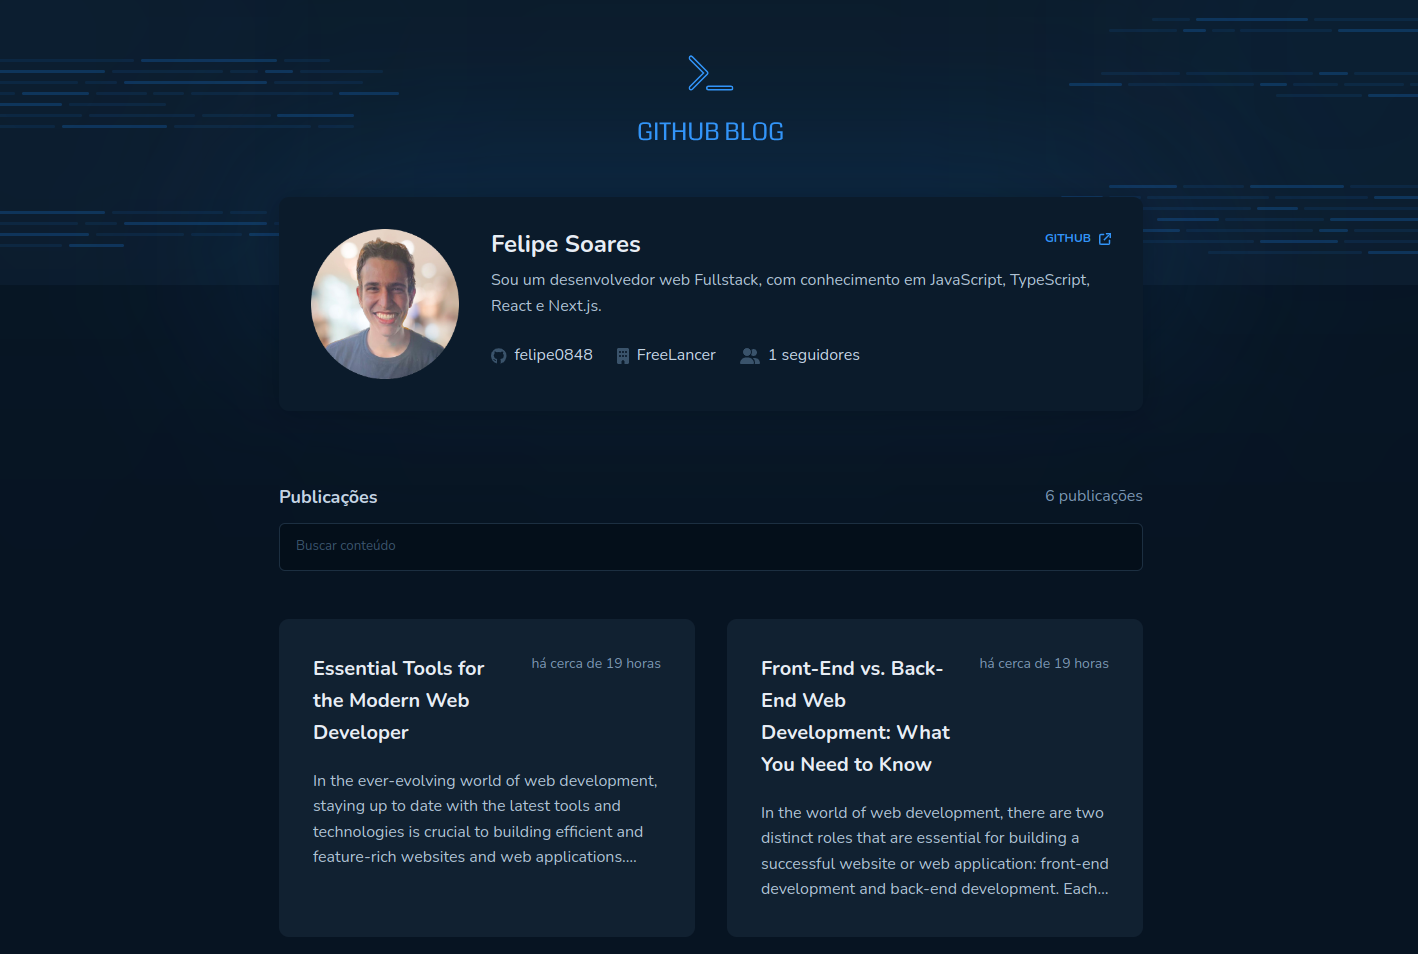 GITHUB BLOG
Felipe Soares
GITHUB
Sou um desenvolvedor web Fullstack, com conhecimento em JavaScript, TypeScript,
React e Next.js.
felipe0848 FreeLancer 1 seguidores
Publicações
6 publicações
Buscar conteúdo
Essential Tools for
the Modern Web
Developer
há cerca de 19 horas
In the ever-evolving world of web development,
staying up to date with the latest tools and
technologies is crucial to building efficient and
feature-rich websites and web applications....
Front-End vs. Back-
End Web
Development: What
You Need to Know
há cerca de 19 horas
In the world of web development, there are two
distinct roles that are essential for building a
successful website or web application: front-end
development and back-end development. Each...